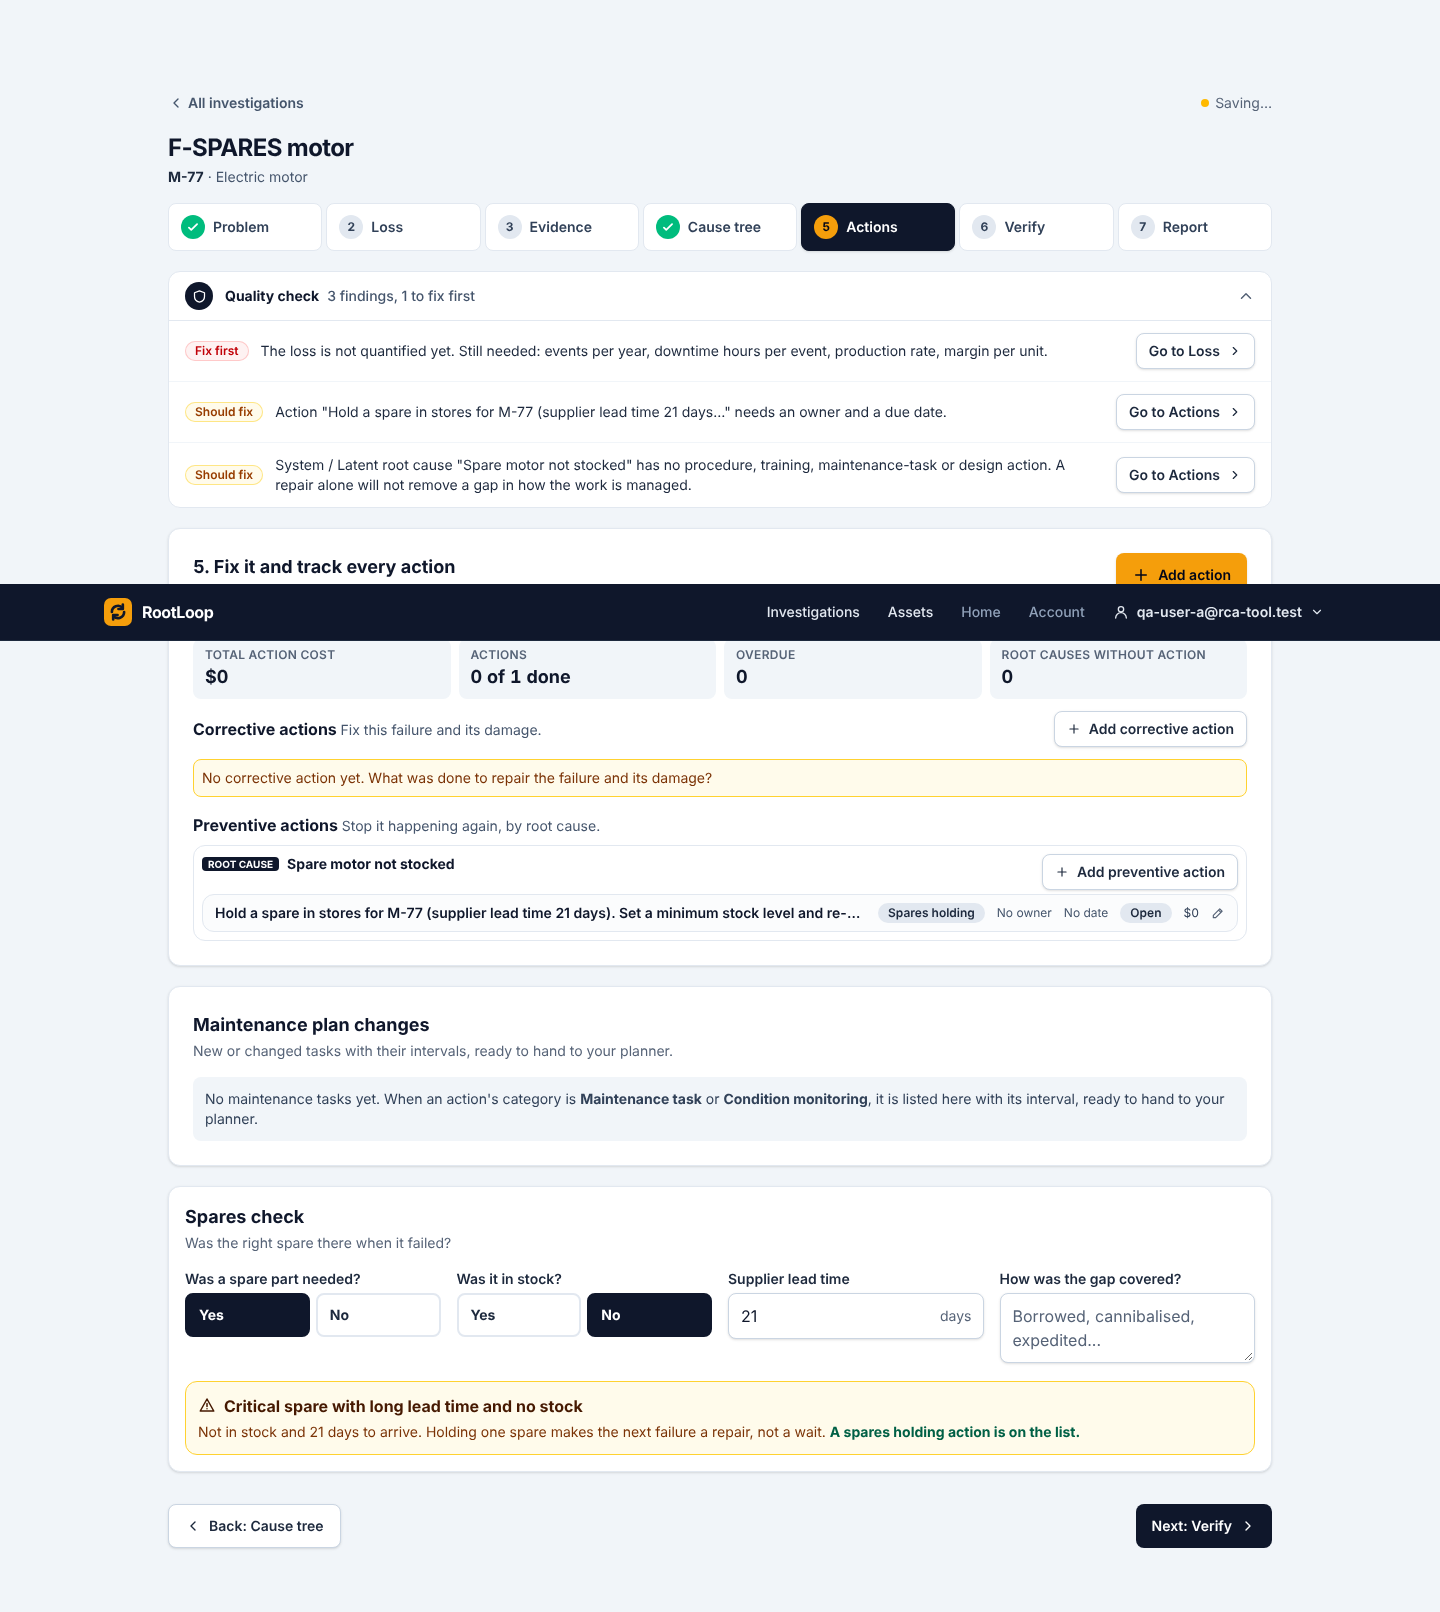 All investigations
Saving...
F-SPARES motor
M-77 · Electric motor
Problem
2 Loss
3 Evidence
Cause tree
5 Actions
6 Verify
7 Report
Quality check 3 findings, 1 to fix first
Fix first The loss is not quantified yet. Still needed: events per year, downtime hours per event, production rate, margin per unit. Go to Loss
Should fix Action "Hold a spare in stores for M-77 (supplier lead time 21 days..." needs an owner and a due date. Go to Actions
Should fix System / Latent root cause "Spare motor not stocked" has no procedure, training, maintenance-task or design action. A
repair alone will not remove a gap in how the work is managed. Go to Actions
5. Fix it and track every action
Add action
RootLoop Investigations Assets Home Account qa-user-a@rca-tool.test
TOTAL ACTION COST
$0
ACTIONS
0 of 1 done
OVERDUE
0
ROOT CAUSES WITHOUT ACTION
0
Corrective actions Fix this failure and its damage.
Add corrective action
No corrective action yet. What was done to repair the failure and its damage?
Preventive actions Stop it happening again, by root cause.
ROOT CAUSE Spare motor not stocked
Add preventive action
Hold a spare in stores for M-77 (supplier lead time 21 days). Set a minimum stock level and re-... Spares holding No owner No date Open $0
Maintenance plan changes
New or changed tasks with their intervals, ready to hand to your planner.
No maintenance tasks yet. When an action's category is Maintenance task or Condition monitoring, it is listed here with its interval, ready to hand to your
planner.
Spares check
Was the right spare there when it failed?
Was a spare part needed?
Yes No
Was it in stock?
Yes No
Supplier lead time
21 days
How was the gap covered?
Borrowed, cannibalised,
expedited...
Critical spare with long lead time and no stock
Not in stock and 21 days to arrive. Holding one spare makes the next failure a repair, not a wait. A spares holding action is on the list.
Back: Cause tree
Next: Verify